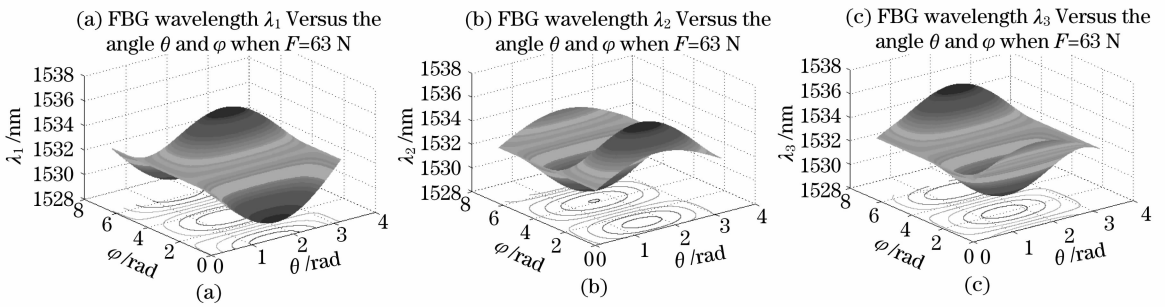 (a) FBG wavelength λ1 Versus the
angle θ and φ when F=63 N
1538
1536
1534
1532
1530
1528
λ1 /nm
8
6
4
2
0
φ/rad
0
1
2
3
4
θ/rad
(a)
(b) FBG wavelength λ2 Versus the
angle θ and φ when F=63 N
1538
1536
1534
1532
1530
1528
λ2 /nm
8
6
4
2
0
φ/rad
0
1
2
3
4
θ/rad
(b)
(c) FBG wavelength λ3 Versus the
angle θ and φ when F=63 N
1538
1536
1534
1532
1530
1528
λ3 /nm
8
6
4
2
0
φ/rad
0
1
2
3
4
θ/rad
(c)